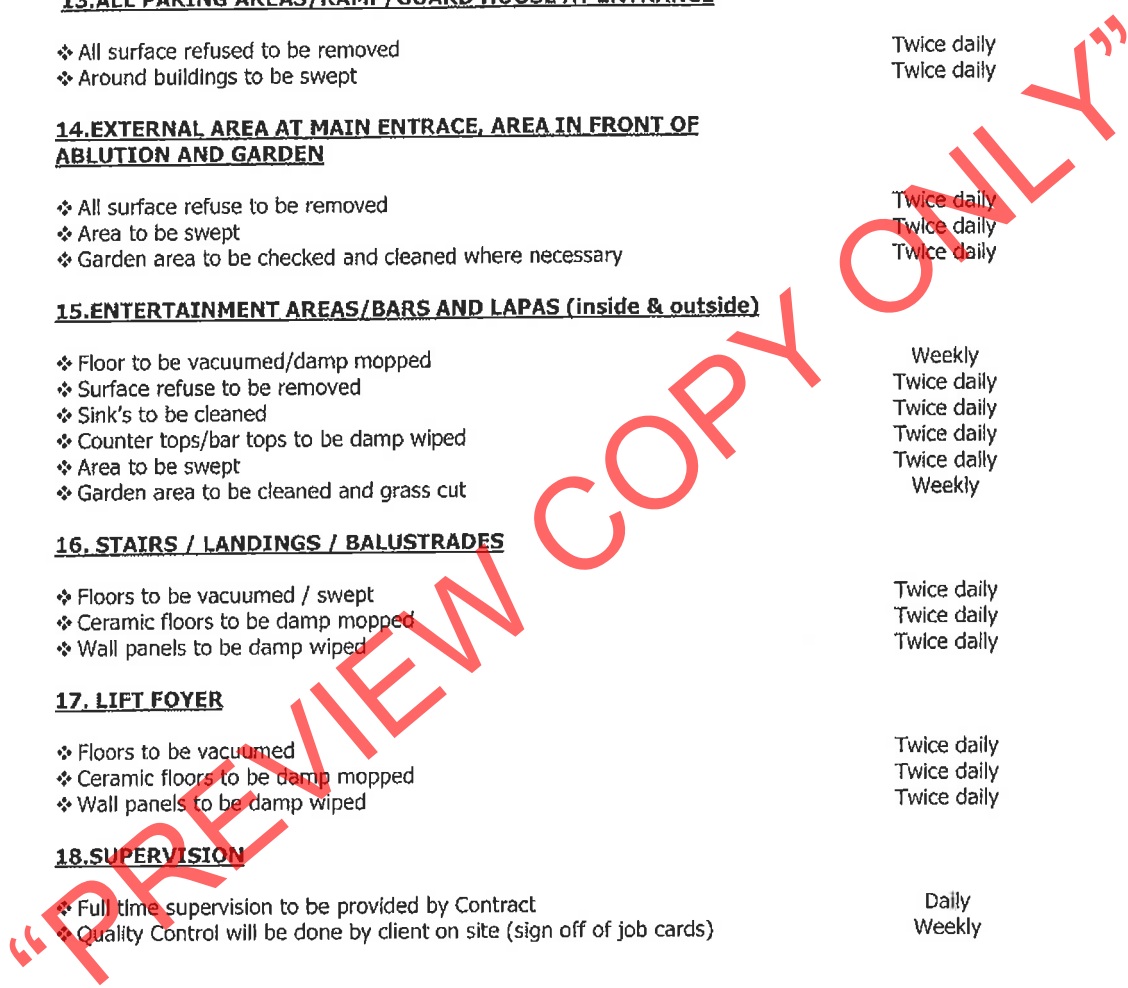 13.ALL PAKING AREAS/RAMP/GUARD HOUSE AT ENTRANCE
❖ All surface refused to be removed Twice daily
❖ Around buildings to be swept Twice daily
14.EXTERNAL AREA AT MAIN ENTRACE, AREA IN FRONT OF
ABLUTION AND GARDEN
❖ All surface refuse to be removed Twice daily
❖ Area to be swept Twice daily
❖ Garden area to be checked and cleaned where necessary Twice daily
15.ENTERTAINMENT AREAS/BARS AND LAPAS (inside & outside)
❖ Floor to be vacuumed/damp mopped Weekly
❖ Surface refuse to be removed Twice daily
❖ Sink's to be cleaned Twice daily
❖ Counter tops/bar tops to be damp wiped Twice daily
❖ Area to be swept Twice daily
❖ Garden area to be cleaned and grass cut Weekly
16. STAIRS / LANDINGS / BALUSTRADES
❖ Floors to be vacuumed / swept Twice daily
❖ Ceramic floors to be damp mopped Twice daily
❖ Wall panels to be damp wiped Twice daily
17. LIFT FOYER
❖ Floors to be vacuumed Twice daily
❖ Ceramic floors to be damp mopped Twice daily
❖ Wall panels to be damp wiped Twice daily
18.SUPERVISION
❖ Full time supervision to be provided by Contract Daily
❖ Quality Control will be done by client on site (sign off of job cards) Weekly
“PREVIEW COPY ONLY”